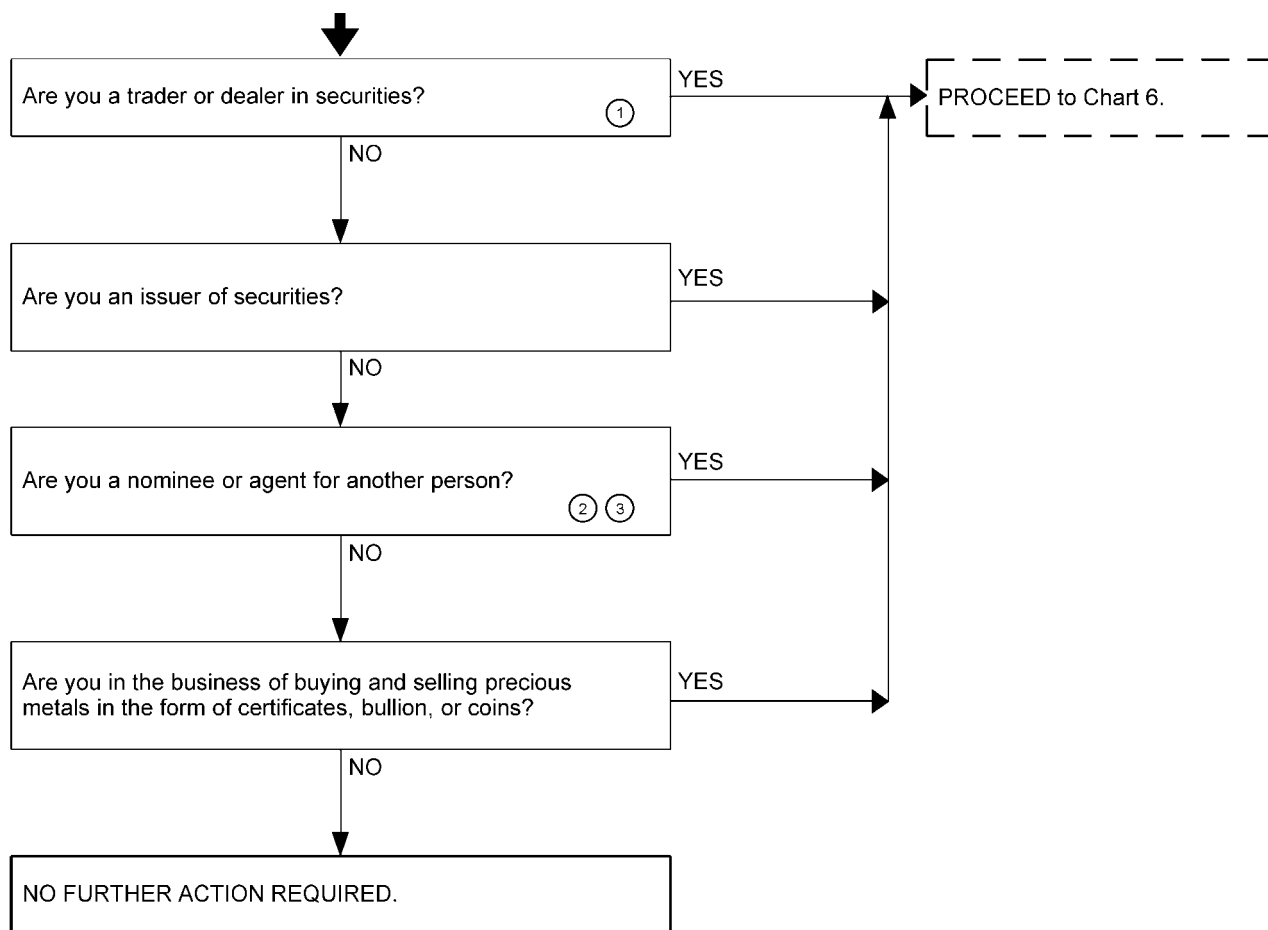 Are you a trader or dealer in securities?
1
YES
PROCEED to Chart 6.
NO
Are you an issuer of securities?
YES
NO
Are you a nominee or agent for another person?
2 3
YES
NO
Are you in the business of buying and selling precious
metals in the form of certificates, bullion, or coins?
YES
NO
NO FURTHER ACTION REQUIRED.